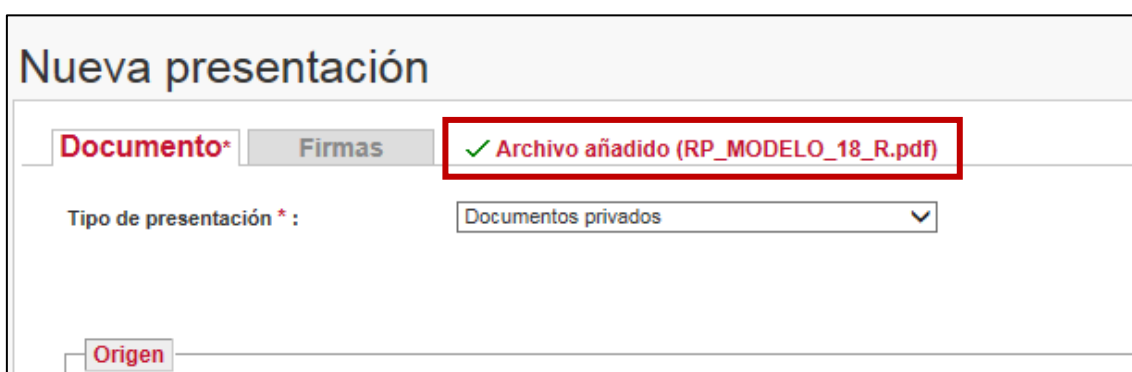 Nueva presentación
Documento* Firmas ✓ Archivo añadido (RP_MODELO_18_R.pdf)
Tipo de presentación * : Documentos privados
Origen